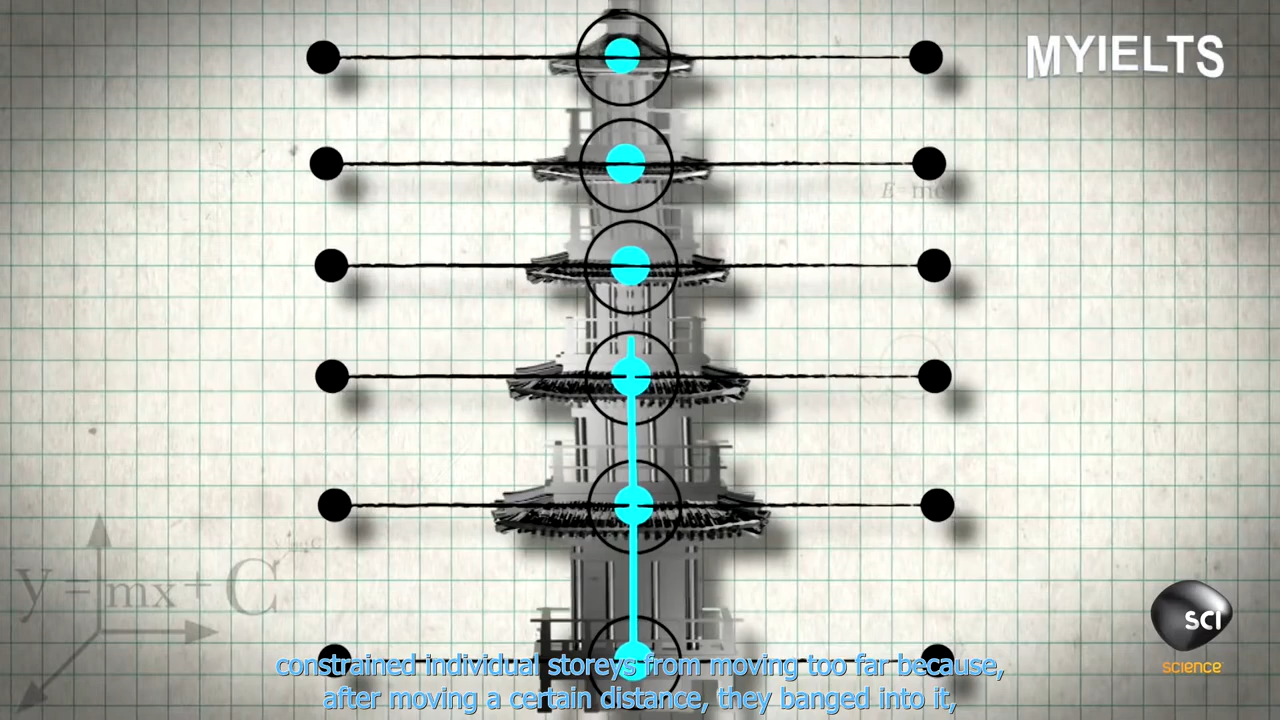 MYIELTS
E=mc
y=mx+C
SCI
science
constrained individual storeys from moving too far because,
after moving a certain distance, they banged into it,